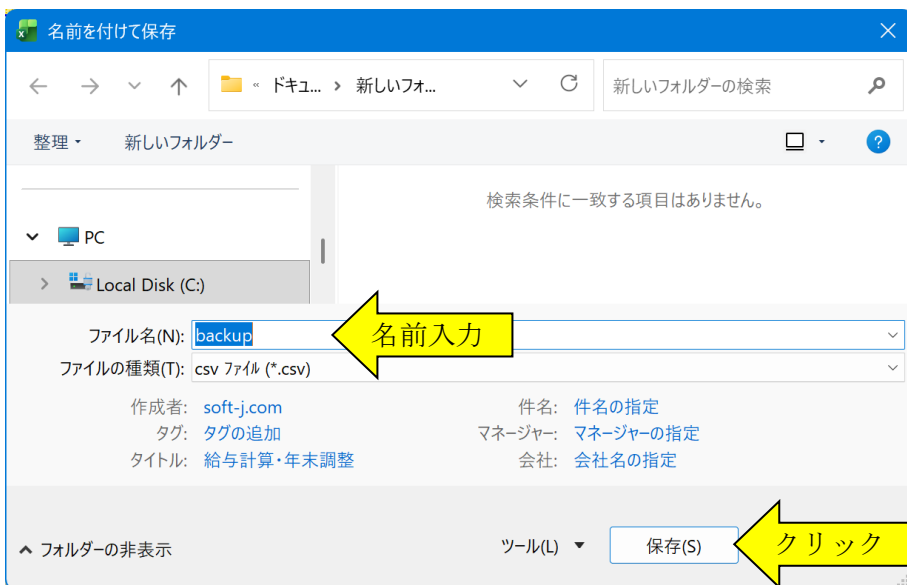 名前を付けて保存
« ドキュ... › 新しいフォ... 新しいフォルダーの検索
整理 新しいフォルダー
検索条件に一致する項目はありません。
PC
Local Disk (C:)
ファイル名(N): backup 名前入力
ファイルの種類(T): csv ファイル (*.csv)
作成者: soft-j.com 件名: 件名の指定
タグ: タグの追加 マネージャー: マネージャーの指定
タイトル: 給与計算・年末調整 会社: 会社名の指定
フォルダーの非表示 ツール(L) 保存(S) クリック